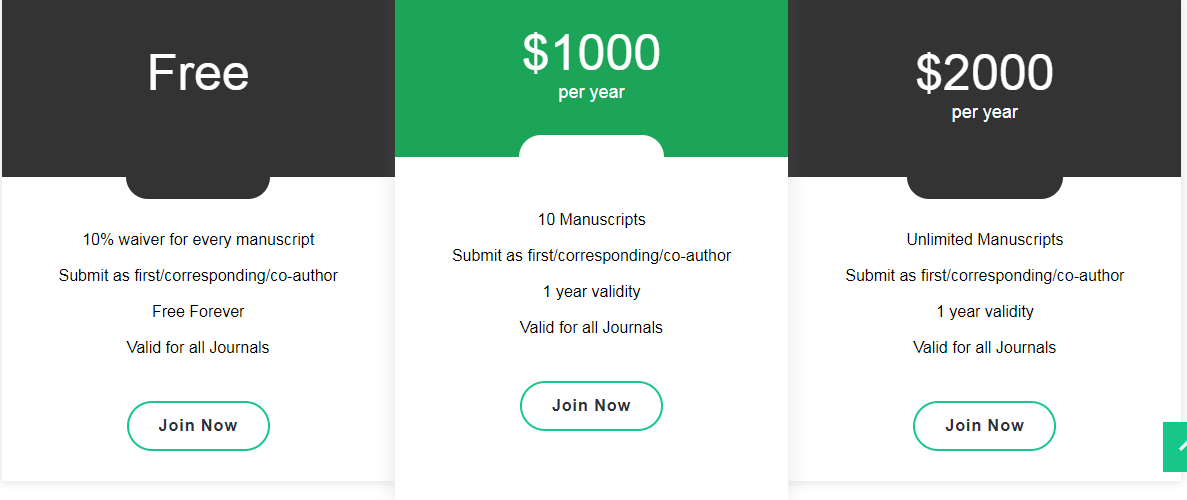 Free
10% waiver for every manuscript
Submit as first/corresponding/co-author
Free Forever
Valid for all Journals
Join Now
$1000
per year
10 Manuscripts
Submit as first/corresponding/co-author
1 year validity
Valid for all Journals
Join Now
$2000
per year
Unlimited Manuscripts
Submit as first/corresponding/co-author
1 year validity
Valid for all Journals
Join Now